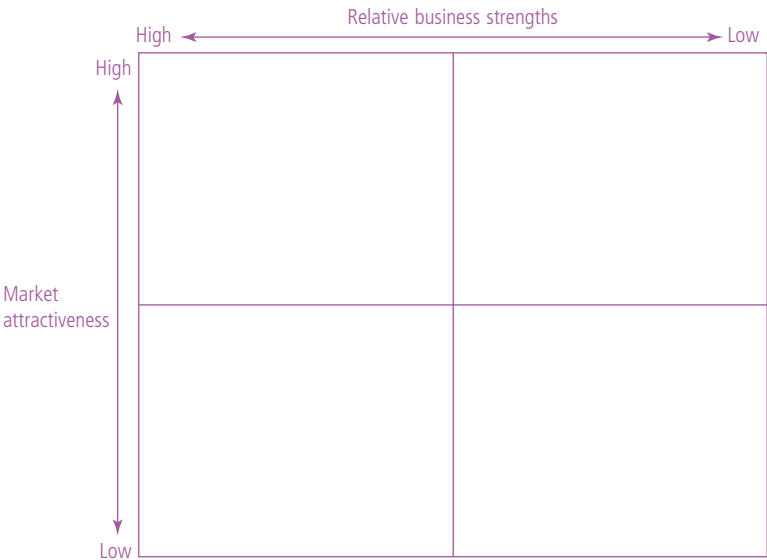 Relative business strengths
High
Low
High
Market
attractiveness
Low